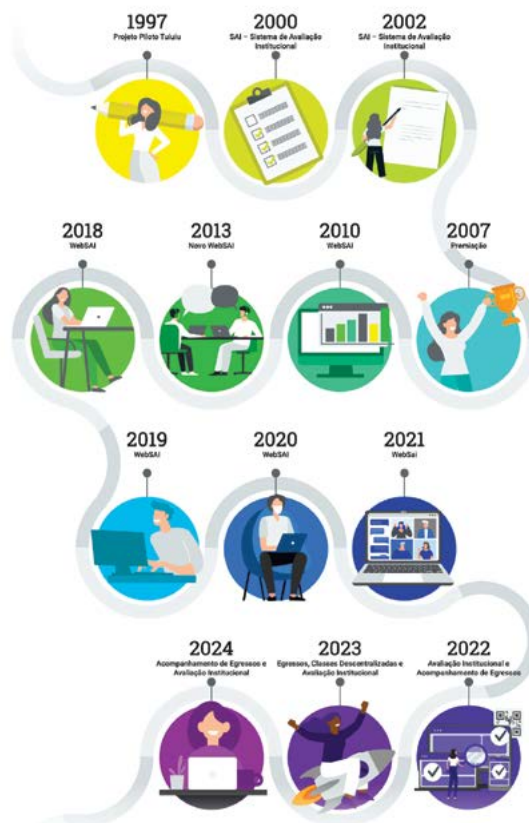 1997
Projeto Piloto Tuiuiu
2000
SAI – Sistema de Avaliação
Institucional
2002
SAI – Sistema de Avaliação
Institucional
2018
WebSAI
2013
Novo WebSAI
2010
WebSAI
2007
Premiação
2019
WebSAI
2020
WebSAI
2021
WebSai
2024
Acompanhamento de Egressos e
Avaliação Institucional
2023
Egressos, Classes Descentralizadas e
Avaliação Institucional
2022
Avaliação Institucional e
Acompanhamento de Egressos